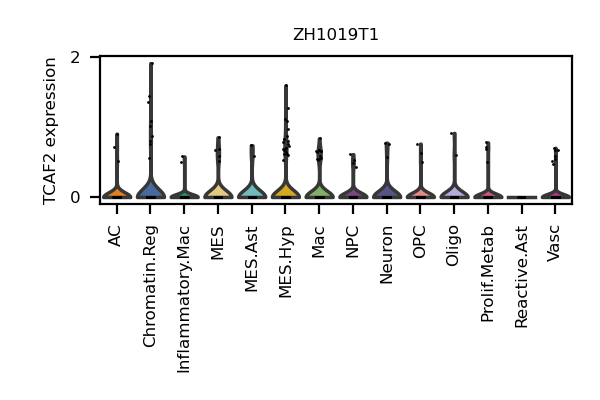 ZH1019T1
TCAF2 expression
2
0
AC
Chromatin.Reg
Inflammatory.Mac
MES
MES.Ast
MES.Hyp
Mac
NPC
Neuron
OPC
Oligo
Prolif.Metab
Reactive.Ast
Vasc